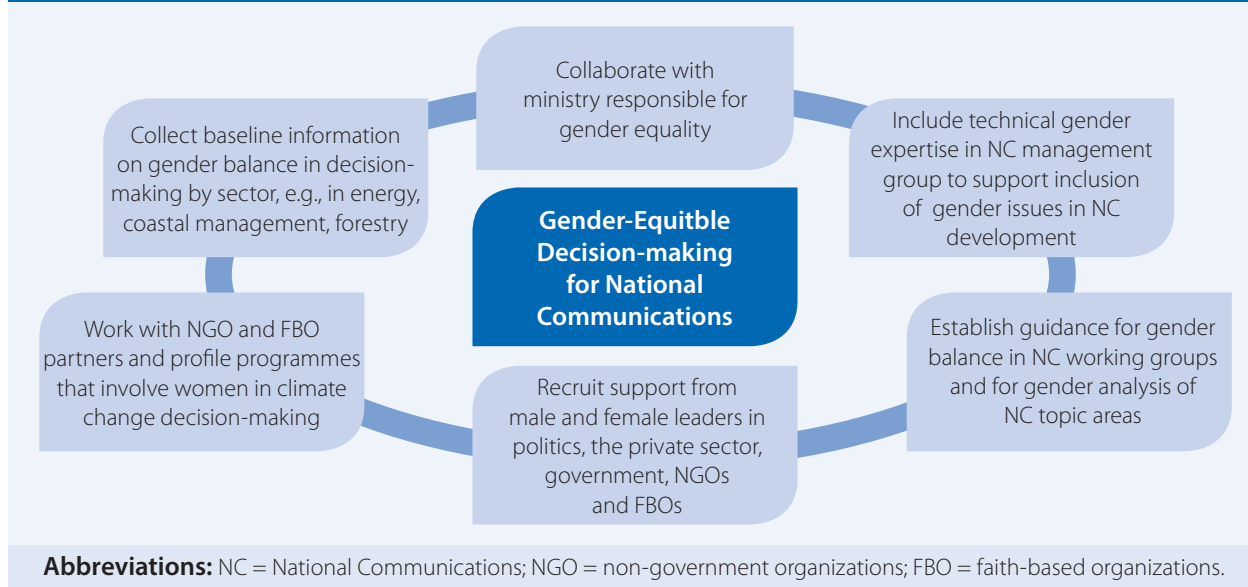 Collaborate with
ministry responsible for
gender equality
Collect baseline information
on gender balance in decision-
making by sector, e.g., in energy,
coastal management, forestry
Include technical gender
expertise in NC management
group to support inclusion
of gender issues in NC
development
Gender-Equitble
Decision-making
for National
Communications
Work with NGO and FBO
partners and profile programmes
that involve women in climate
change decision-making
Establish guidance for gender
balance in NC working groups
and for gender analysis of
NC topic areas
Recruit support from
male and female leaders in
politics, the private sector,
government, NGOs
and FBOs
Abbreviations: NC = National Communications; NGO = non-government organizations; FBO = faith-based organizations.